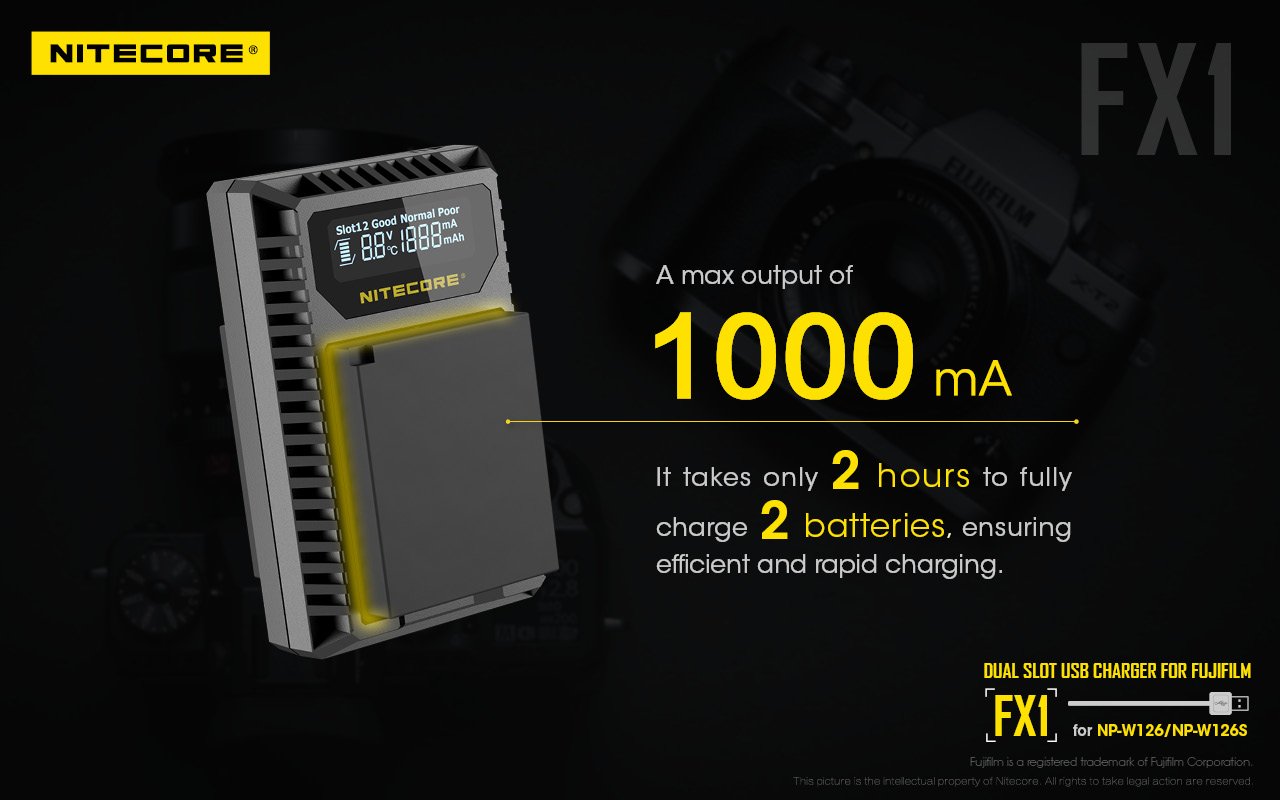 NITECORE®
FX1
Slot12 Good Normal Poor
8.8 V °C 1888 mA mAh
NITECORE®
FUJIFILM
X-T2
A max output of
1000 mA
It takes only 2 hours to fully
charge 2 batteries, ensuring
efficient and rapid charging.
DUAL SLOT USB CHARGER FOR FUJIFILM
FX1
for NP-W126/NP-W126S
Fujifilm is a registered trademark of Fujifilm Corporation.
This picture is the intellectual property of Nitecore. All rights to take legal action are reserved.